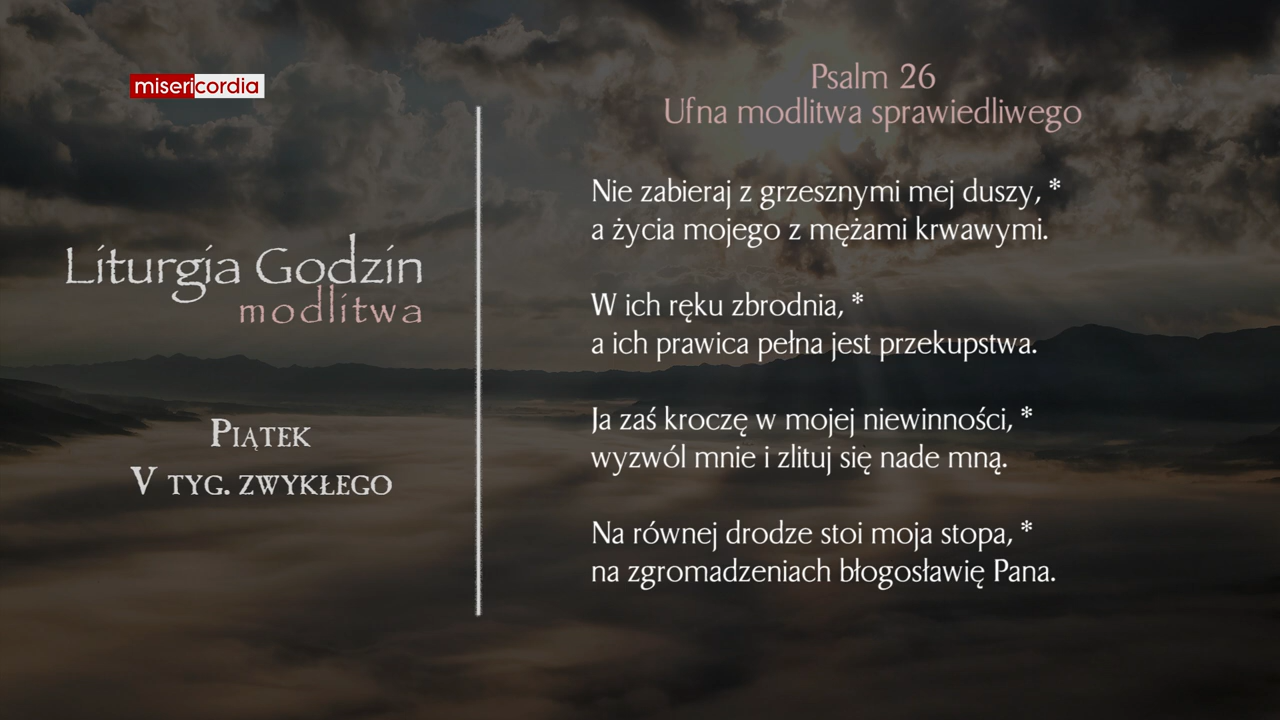 misericordia
Liturgia Godzin
modlitwa
Piątek
V tyg. zwykłego
Psalm 26
Ufna modlitwa sprawiedliwego
Nie zabieraj z grzesznymi mej duszy, *
a życia mojego z mężami krwawymi.
W ich ręku zbrodnia, *
a ich prawica pełna jest przekupstwa.
Ja zaś kroczę w mojej niewinności, *
wyzwól mnie i zlituj się nade mną.
Na równej drodze stoi moja stopa, *
na zgromadzeniach błogosławię Pana.